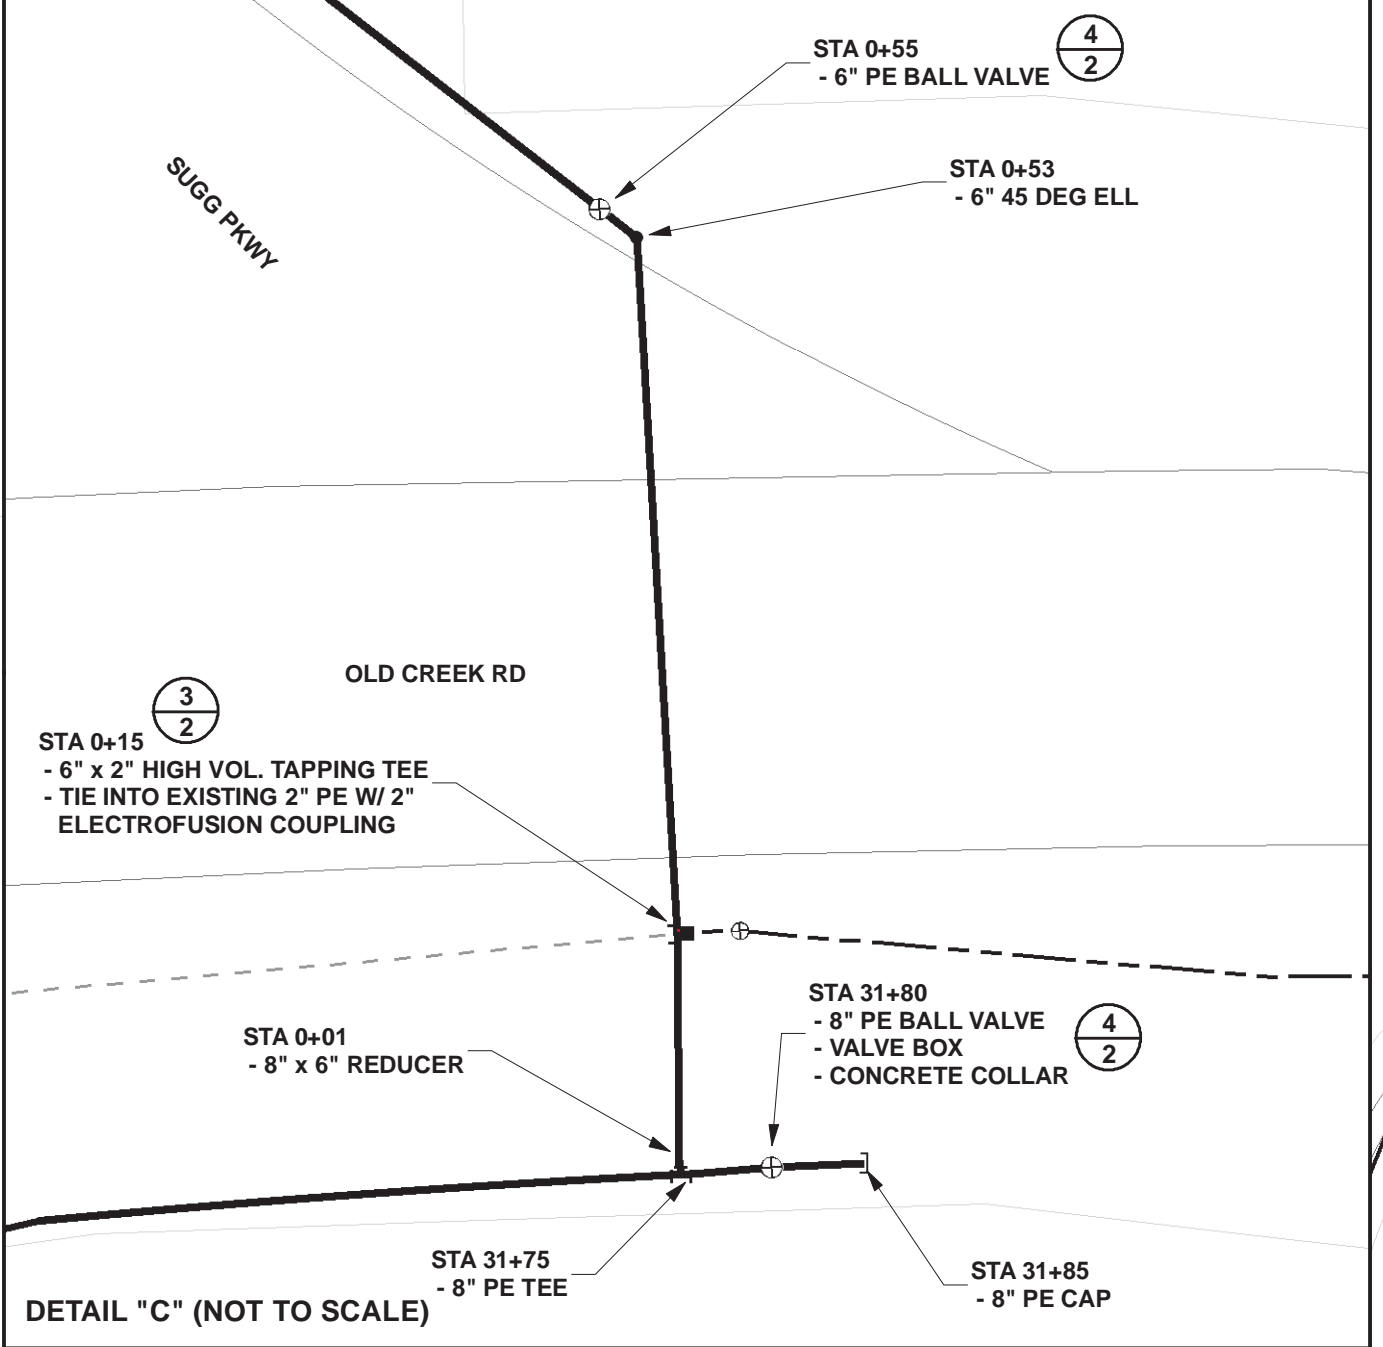 STA 0+55
- 6" PE BALL VALVE
4
2
STA 0+53
- 6" 45 DEG ELL
SUGG PKWY
OLD CREEK RD
3
2
STA 0+15
- 6" x 2" HIGH VOL. TAPPING TEE
- TIE INTO EXISTING 2" PE W/ 2"
ELECTROFUSION COUPLING
STA 0+01
- 8" x 6" REDUCER
STA 31+80
- 8" PE BALL VALVE
- VALVE BOX
- CONCRETE COLLAR
4
2
STA 31+75
- 8" PE TEE
STA 31+85
- 8" PE CAP
DETAIL "C" (NOT TO SCALE)